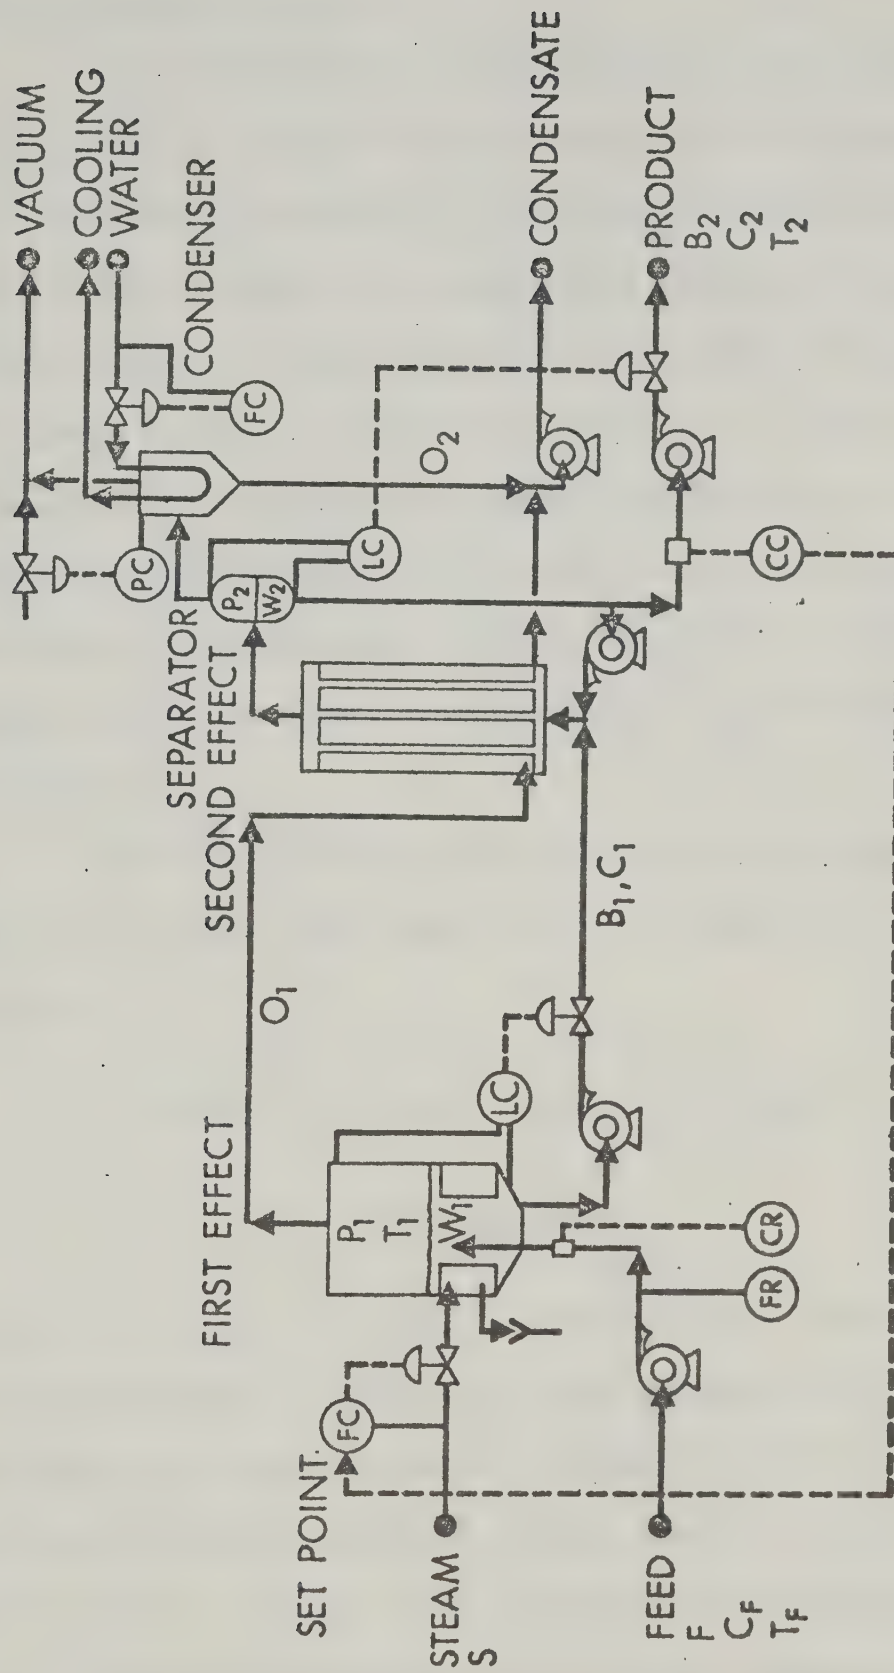 VACUUM
COOLING
WATER
CONDENSER
FC
PC
SEPARATOR
SECOND EFFECT
P2
W2
LC
O2
CONDENSATE
PRODUCT
B2
C2
T2
CC
O1
B1, C1
FIRST EFFECT
P1
T1
W1
LC
CR
FR
SET POINT
FC
STEAM
S
FEED
F
CF
TF